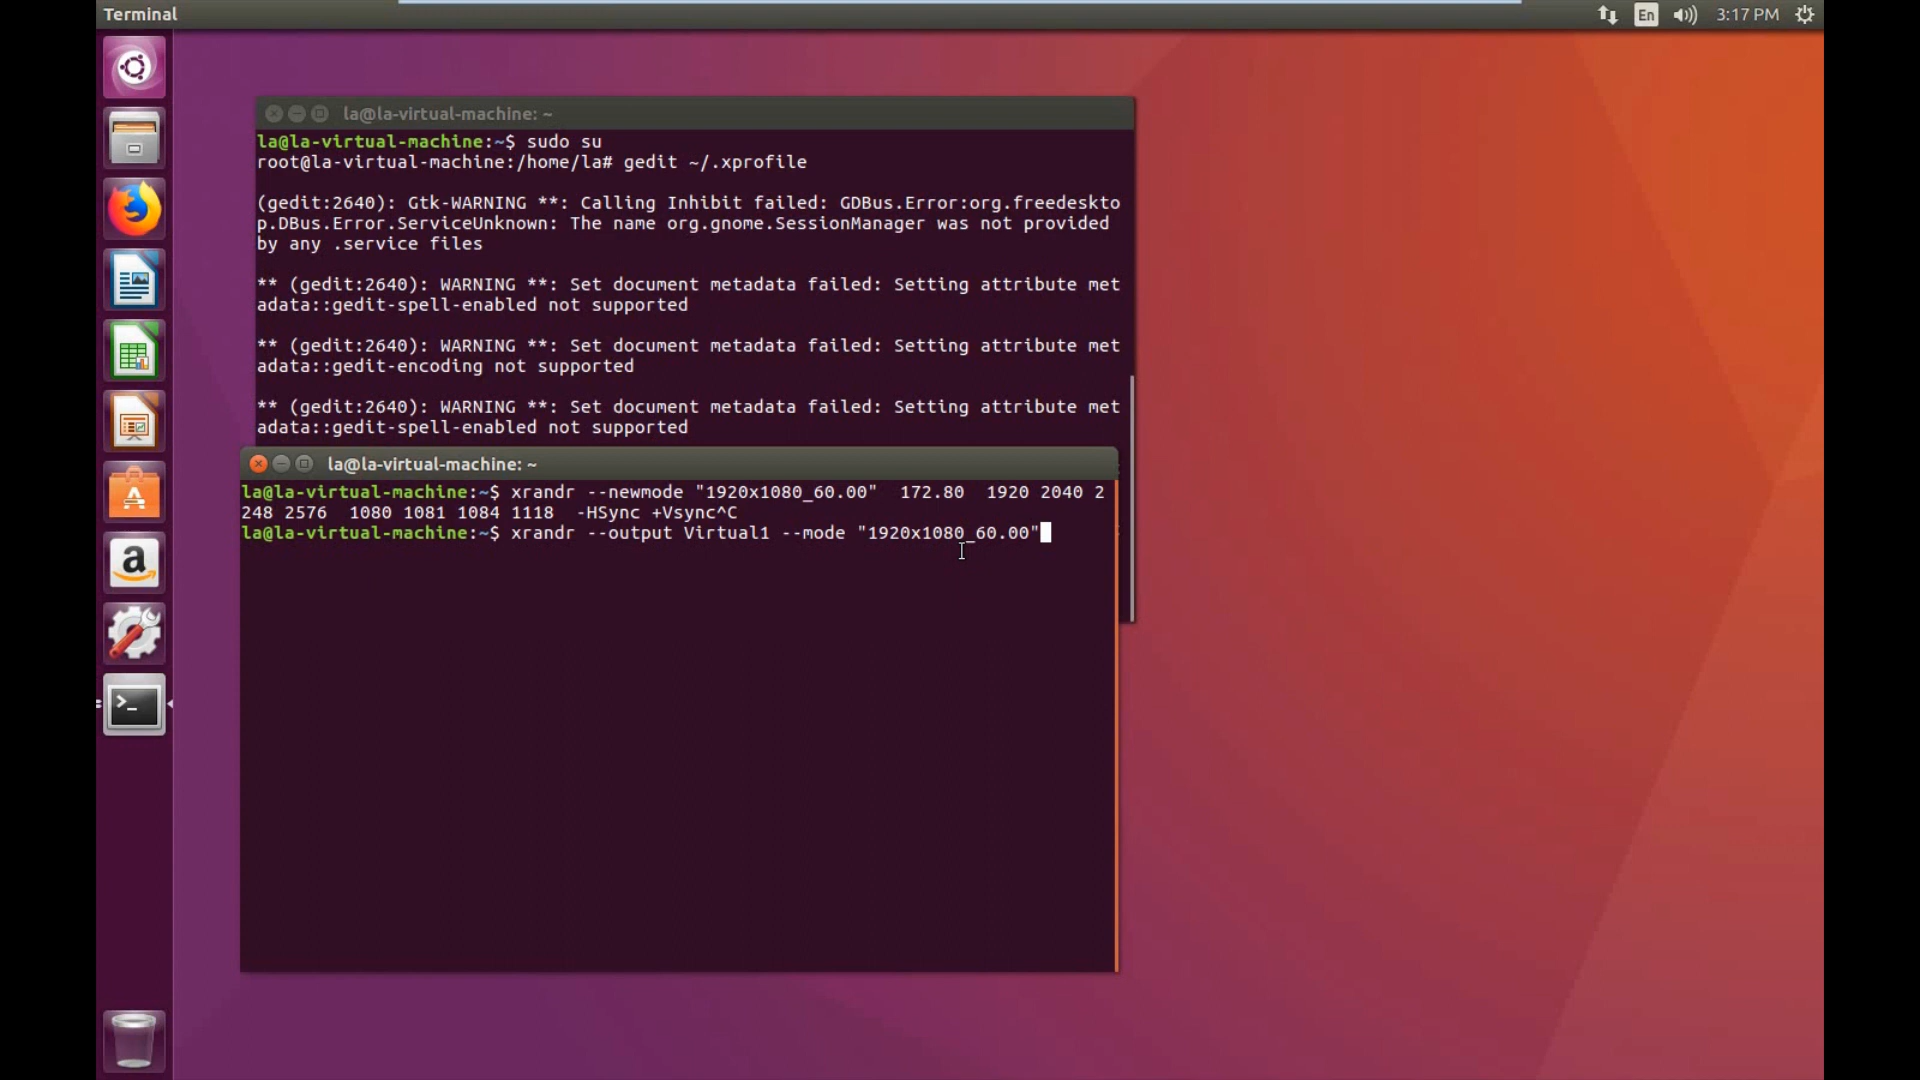 Terminal
En
3:17 PM
la@la-virtual-machine: ~
la@la-virtual-machine:~$ sudo su
root@la-virtual-machine:/home/la# gedit ~/.xprofile
(gedit:2640): Gtk-WARNING **: Calling Inhibit failed: GDBus.Error:org.freedeskto
p.DBus.Error.ServiceUnknown: The name org.gnome.SessionManager was not provided
by any .service files
** (gedit:2640): WARNING **: Set document metadata failed: Setting attribute met
adata::gedit-spell-enabled not supported
** (gedit:2640): WARNING **: Set document metadata failed: Setting attribute met
adata::gedit-encoding not supported
** (gedit:2640): WARNING **: Set document metadata failed: Setting attribute met
adata::gedit-spell-enabled not supported
la@la-virtual-machine: ~
la@la-virtual-machine:~$ xrandr --newmode "1920x1080_60.00"  172.80  1920 2040 2
248 2576  1080 1081 1084 1118  -HSync +Vsync^C
la@la-virtual-machine:~$ xrandr --output Virtual1 --mode "1920x1080_60.00"